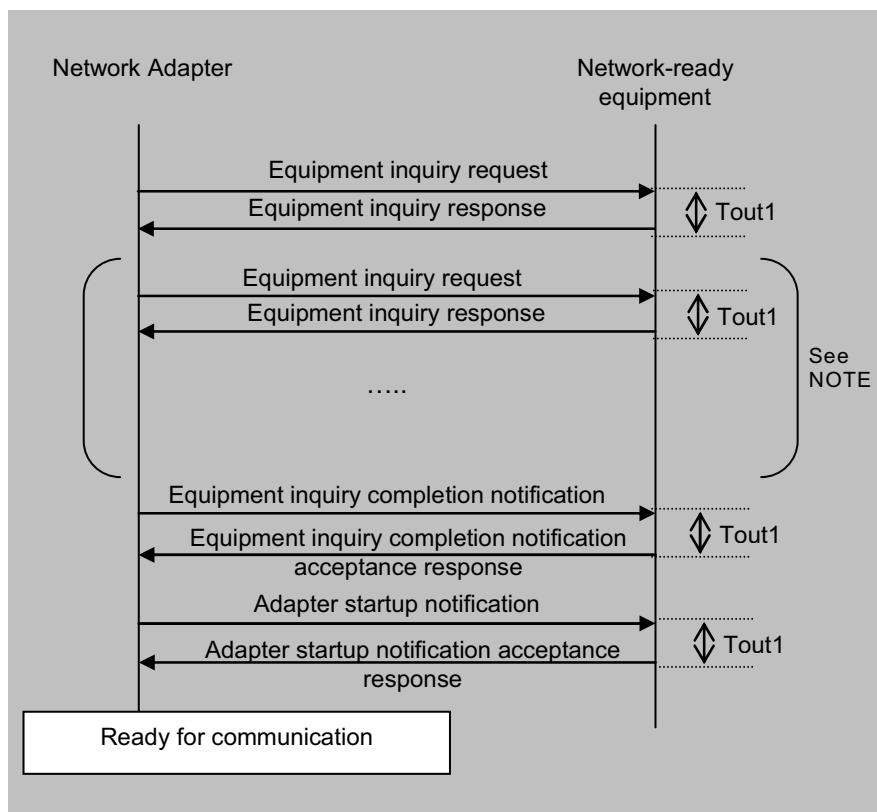 Network Adapter
Network-ready
equipment
Equipment inquiry request
Equipment inquiry response
Tout1
Equipment inquiry request
Equipment inquiry response
Tout1
See
NOTE
.....
Equipment inquiry completion notification
Equipment inquiry completion notification
acceptance response
Tout1
Adapter startup notification
Adapter startup notification acceptance
response
Tout1
Ready for communication